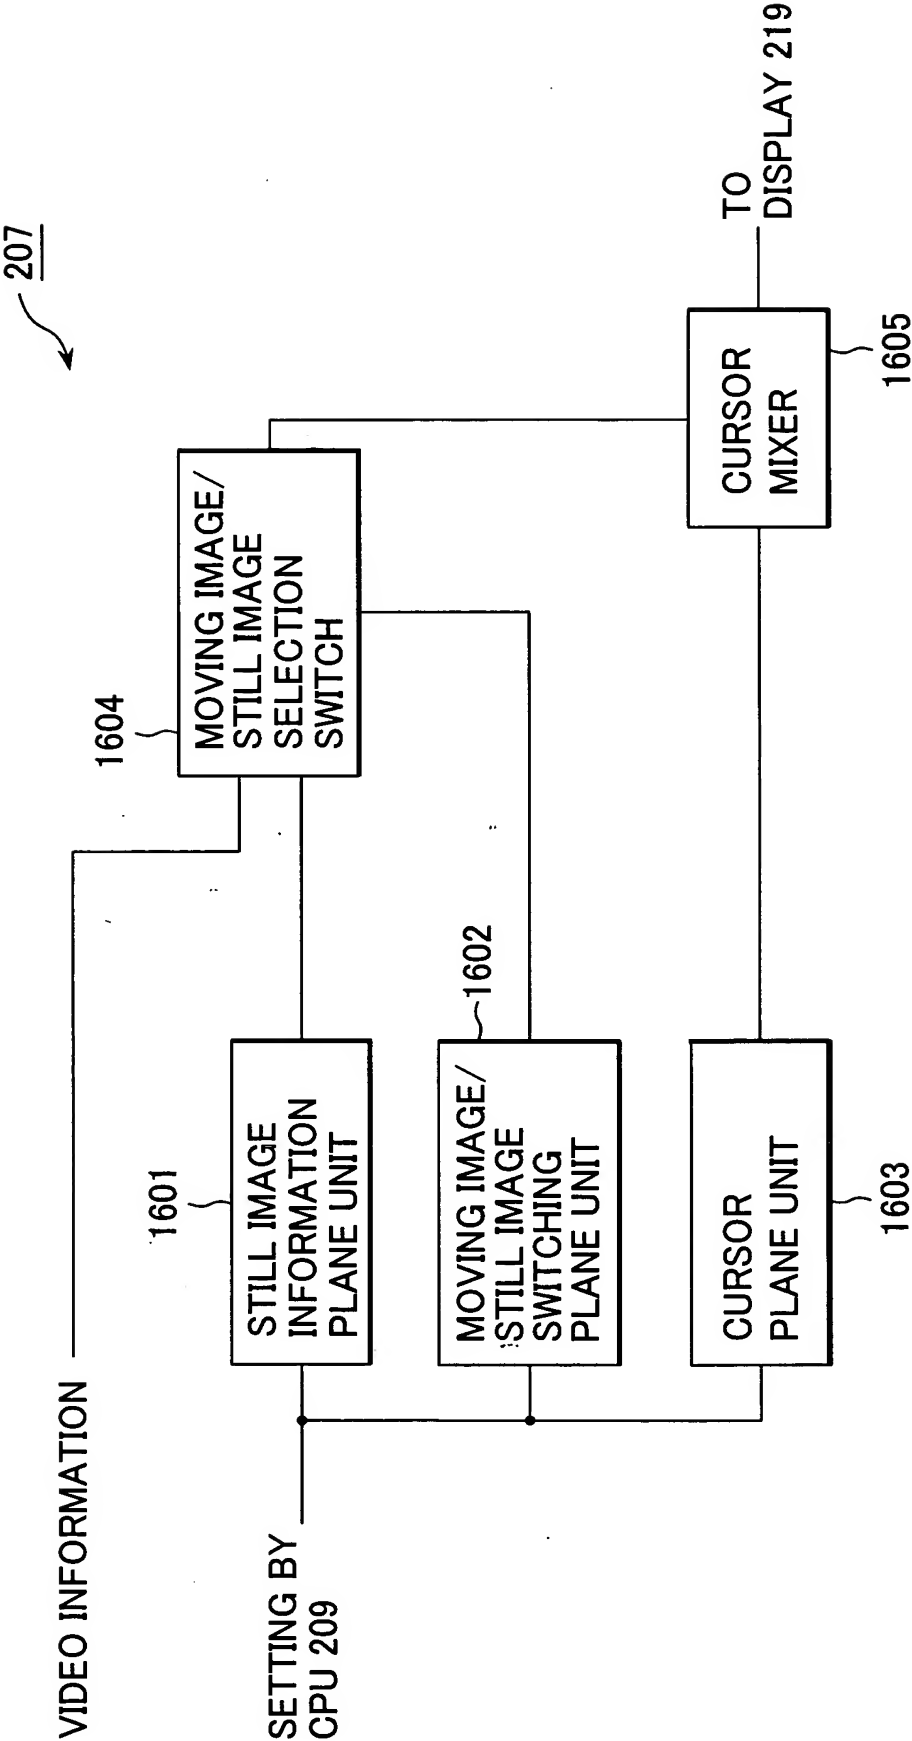 207
VIDEO INFORMATION
SETTING BY
CPU 209
1601
STILL IMAGE
INFORMATION
PLANE UNIT
1602
MOVING IMAGE/
STILL IMAGE
SWITCHING
PLANE UNIT
CURSOR
PLANE UNIT
1603
1604
MOVING IMAGE/
STILL IMAGE
SELECTION
SWITCH
CURSOR
MIXER
1605
TO
DISPLAY 219